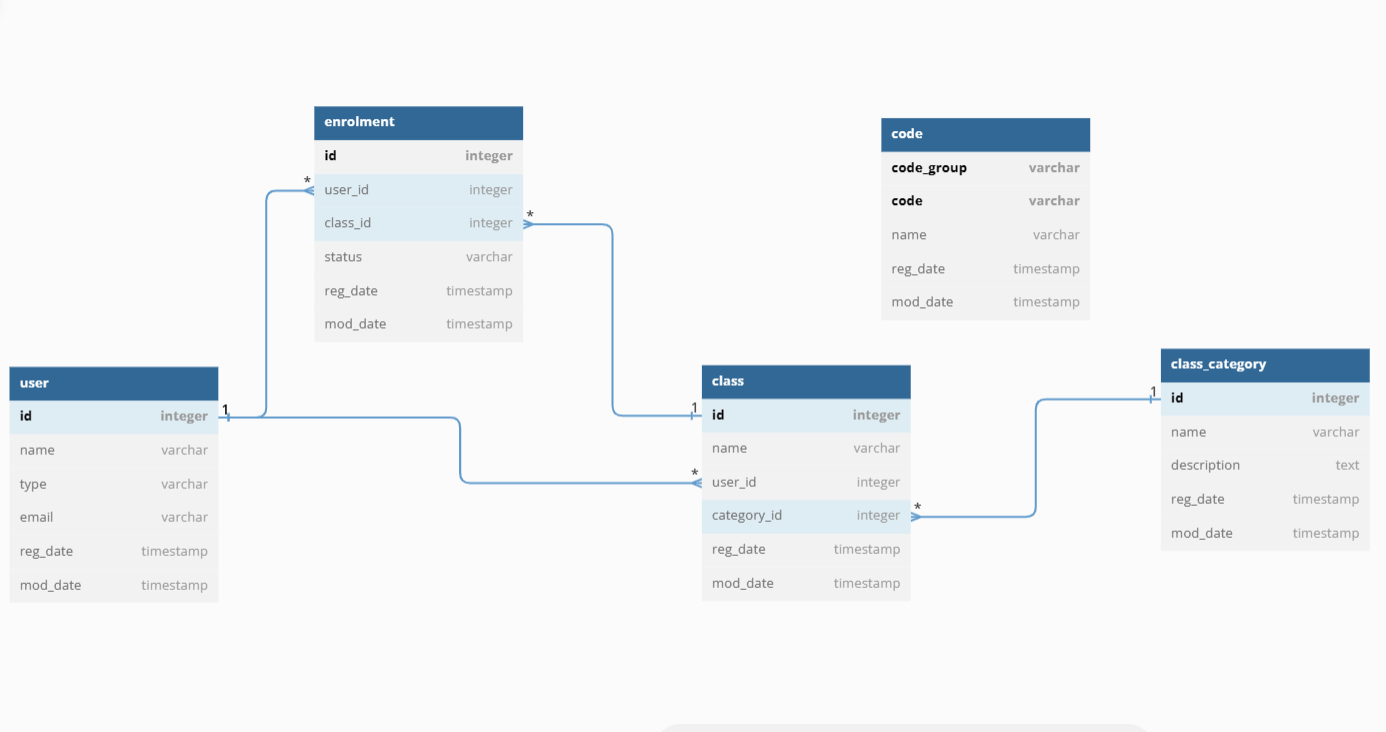 enrolment
id integer
* user_id integer
class_id integer *
status varchar
reg_date timestamp
mod_date timestamp
code
code_group varchar
code varchar
name varchar
reg_date timestamp
mod_date timestamp
user
id integer 1
name varchar
type varchar
email varchar
reg_date timestamp
mod_date timestamp
class
1 id integer
name varchar
* user_id integer
category_id integer *
reg_date timestamp
mod_date timestamp
class_category
1 id integer
name varchar
description text
reg_date timestamp
mod_date timestamp